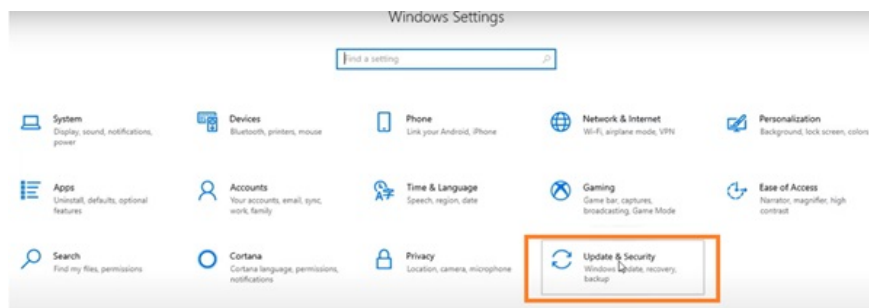 Windows Settings
Find a setting
System
Display, sound, notifications,
power
Devices
Bluetooth, printers, mouse
Phone
Link your Android, iPhone
Network & Internet
Wi-Fi, airplane mode, VPN
Personalization
Background, lock screen, colors
Apps
Uninstall, defaults, optional
features
Accounts
Your accounts, email, sync,
work, family
Time & Language
Speech, region, date
Gaming
Game bar, captures,
broadcasting, Game Mode
Ease of Access
Narrator, magnifier, high
contrast
Search
Find my files, permissions
Cortana
Cortana language, permissions,
notifications
Privacy
Location, camera, microphone
Update & Security
Windows Update, recovery,
backup